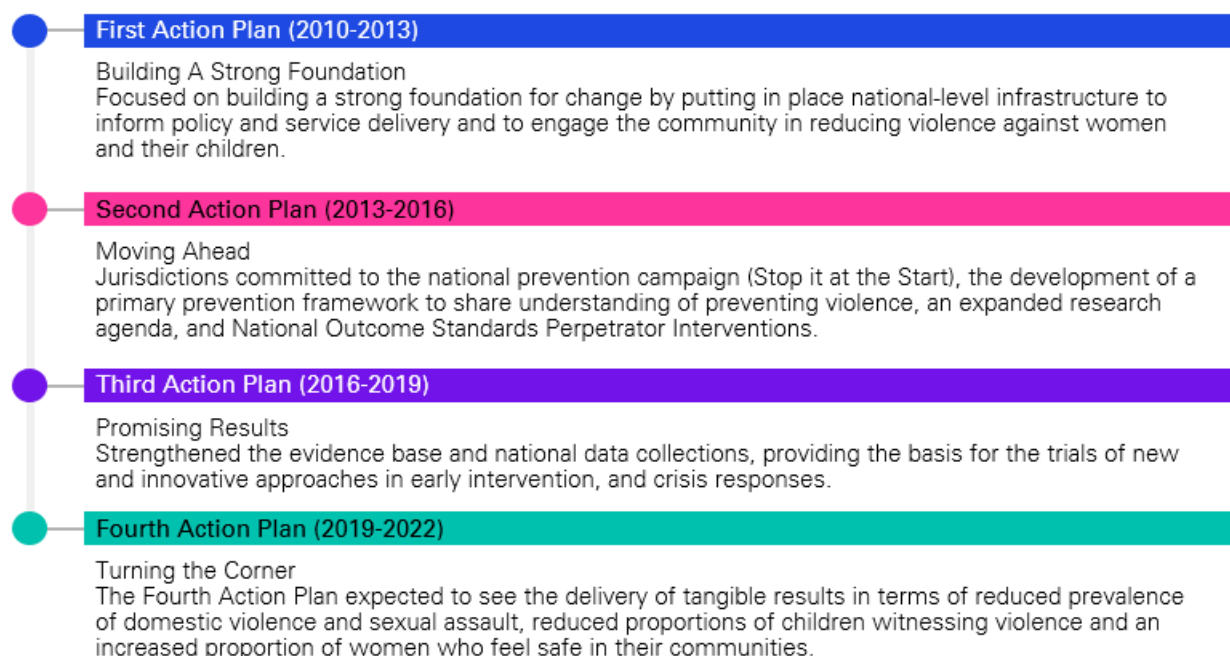 First Action Plan (2010-2013)
Building A Strong Foundation
Focused on building a strong foundation for change by putting in place national-level infrastructure to
inform policy and service delivery and to engage the community in reducing violence against women
and their children.
Second Action Plan (2013-2016)
Moving Ahead
Jurisdictions committed to the national prevention campaign (Stop it at the Start), the development of a
primary prevention framework to share understanding of preventing violence, an expanded research
agenda, and National Outcome Standards Perpetrator Interventions.
Third Action Plan (2016-2019)
Promising Results
Strengthened the evidence base and national data collections, providing the basis for the trials of new
and innovative approaches in early intervention, and crisis responses.
Fourth Action Plan (2019-2022)
Turning the Corner
The Fourth Action Plan expected to see the delivery of tangible results in terms of reduced prevalence
of domestic violence and sexual assault, reduced proportions of children witnessing violence and an
increased proportion of women who feel safe in their communities.